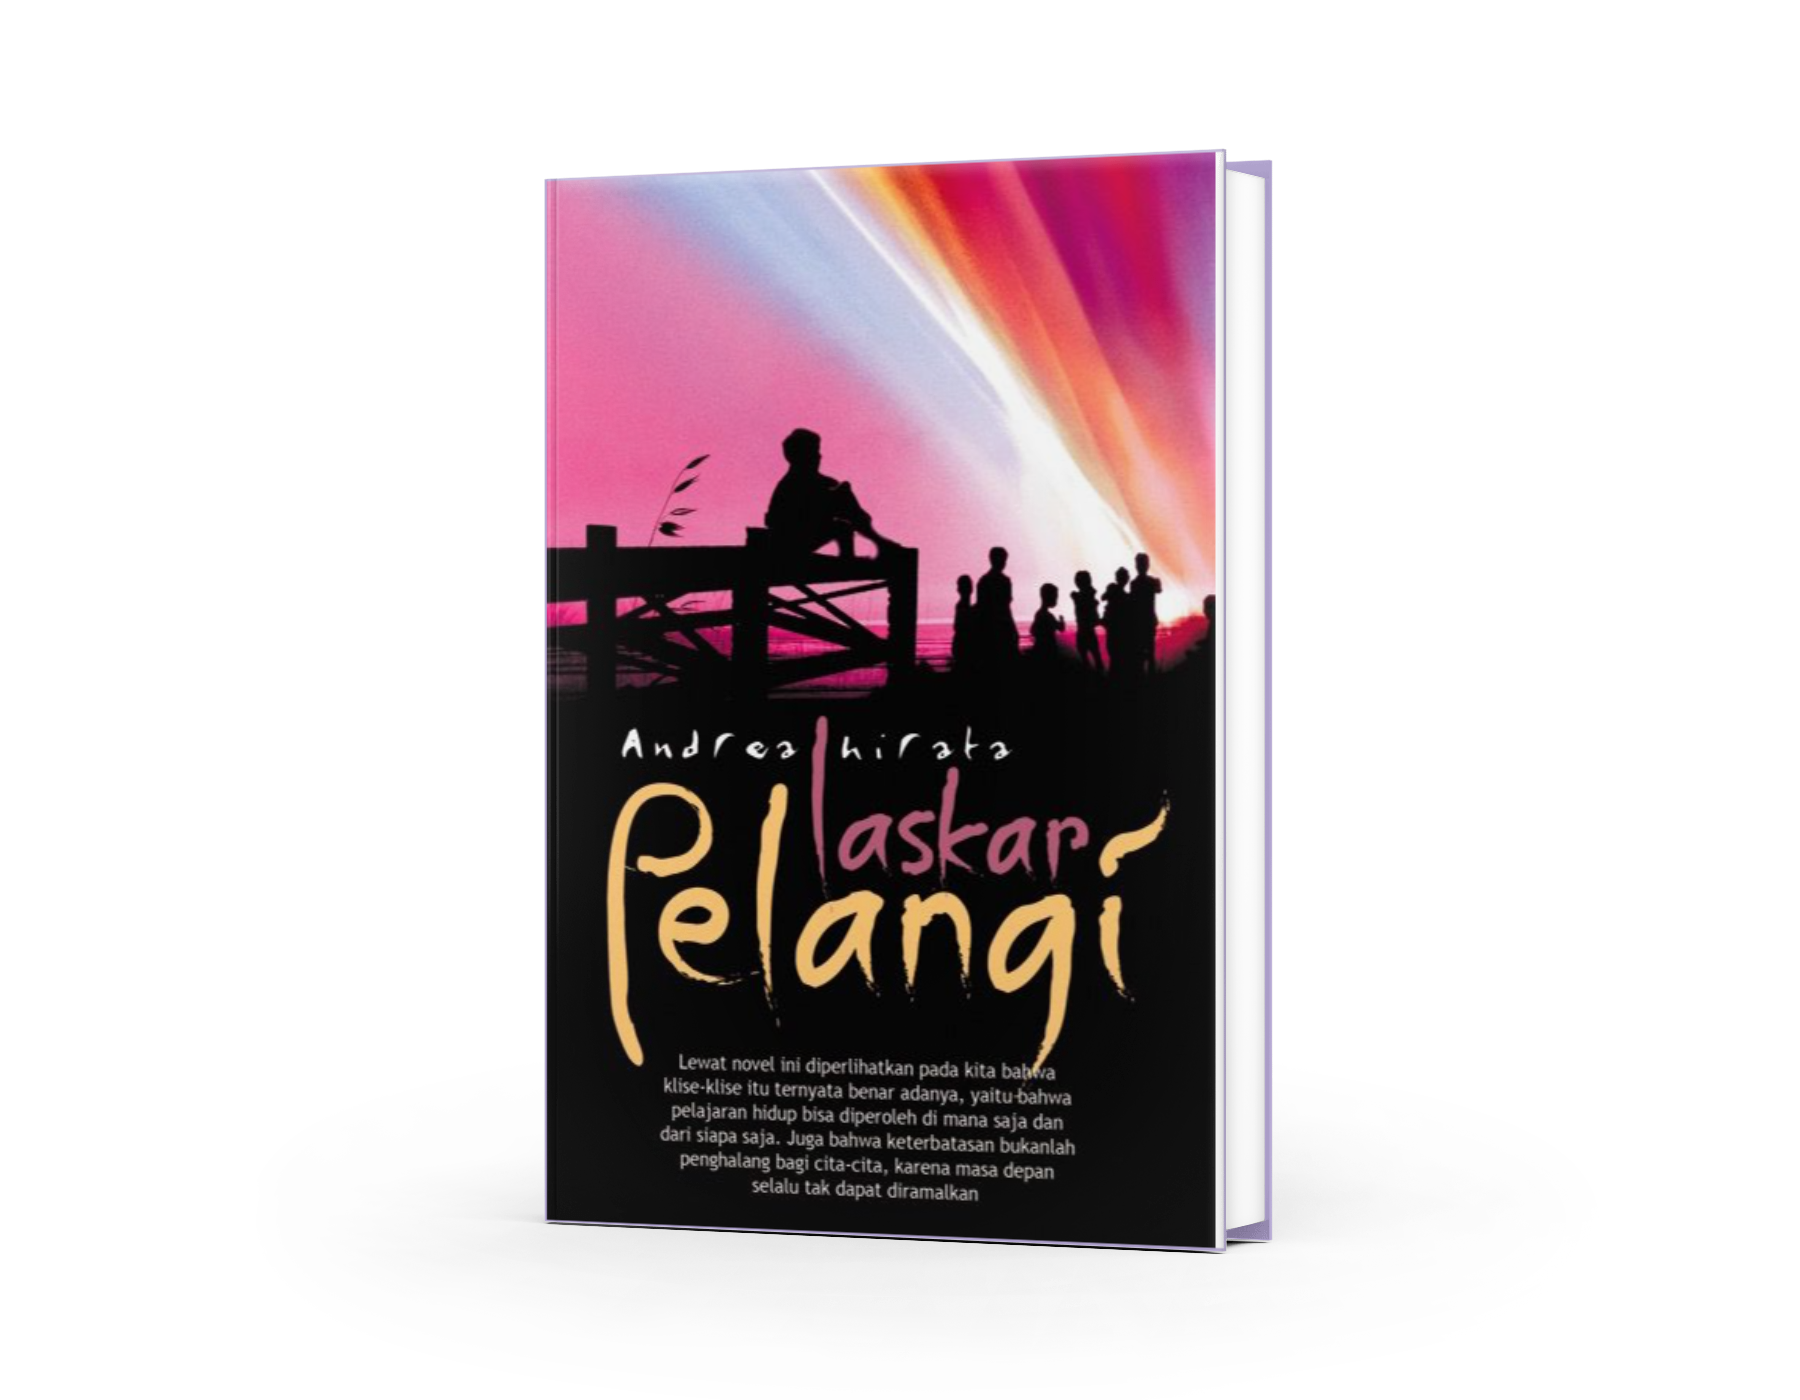 Andrea hirata
laskar
Pelangi
Lewat novel ini diperlihatkan pada kita bahwa
klise-klise itu ternyata benar adanya, yaitu bahwa
pelajaran hidup bisa diperoleh di mana saja dan
dari siapa saja. Juga bahwa keterbatasan bukanlah
penghalang bagi cita-cita, karena masa depan
selalu tak dapat diramalkan